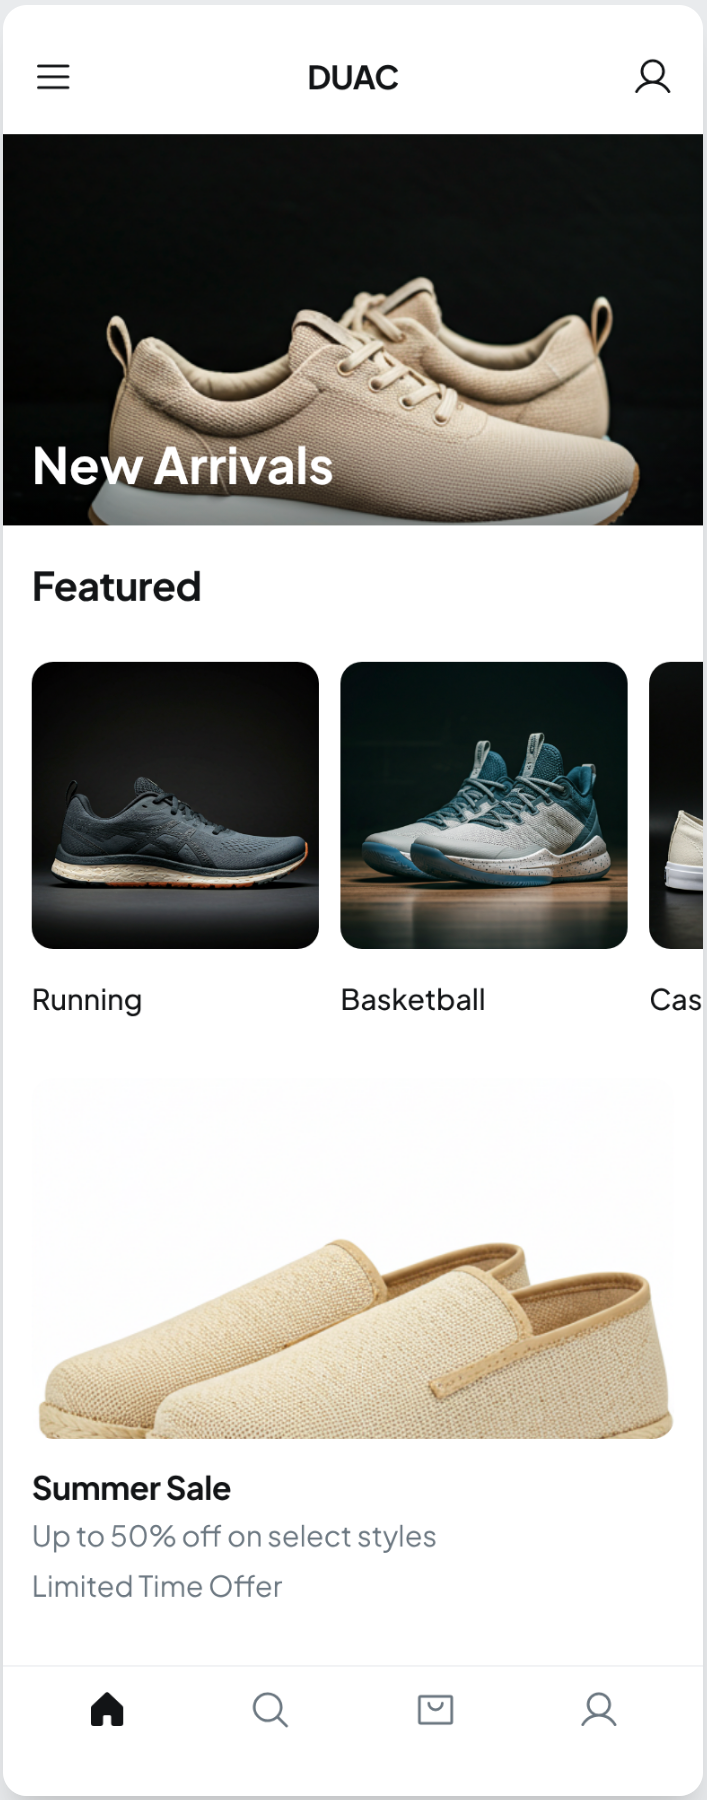 DUAC
New Arrivals
Featured
Running
Basketball
Cas
Summer Sale
Up to 50% off on select styles
Limited Time Offer